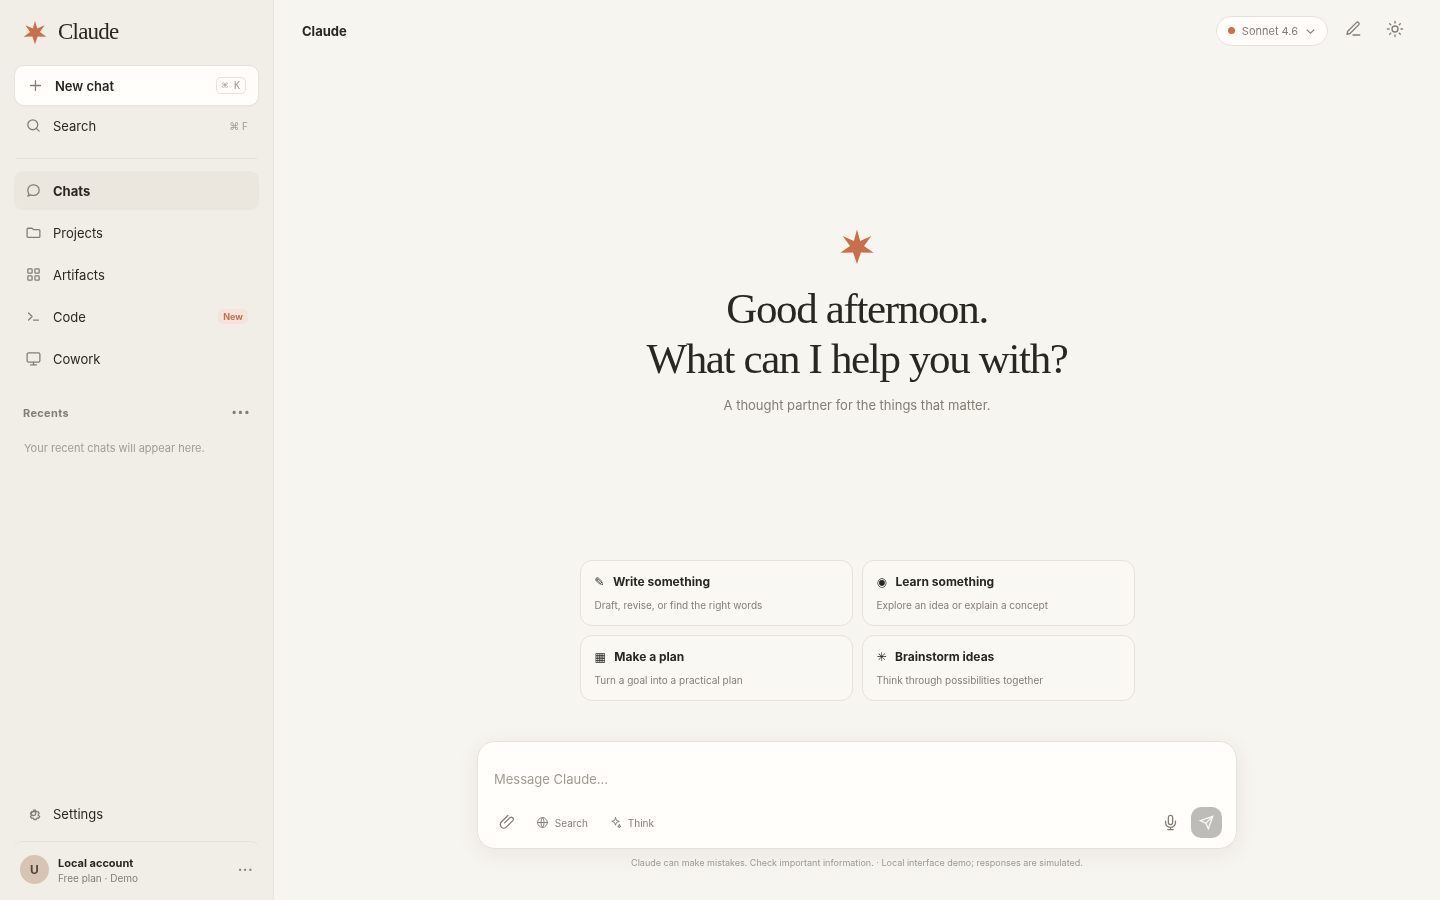 Claude
New chat ⌘ K
Search ⌘ F
Chats
Projects
Artifacts
Code New
Cowork
Recents
Your recent chats will appear here.
Settings
U
Local account
Free plan · Demo
Claude
Sonnet 4.6
Good afternoon.
What can I help you with?
A thought partner for the things that matter.
Write something
Draft, revise, or find the right words
Learn something
Explore an idea or explain a concept
Make a plan
Turn a goal into a practical plan
Brainstorm ideas
Think through possibilities together
Message Claude...
Search Think
Claude can make mistakes. Check important information. · Local interface demo; responses are simulated.